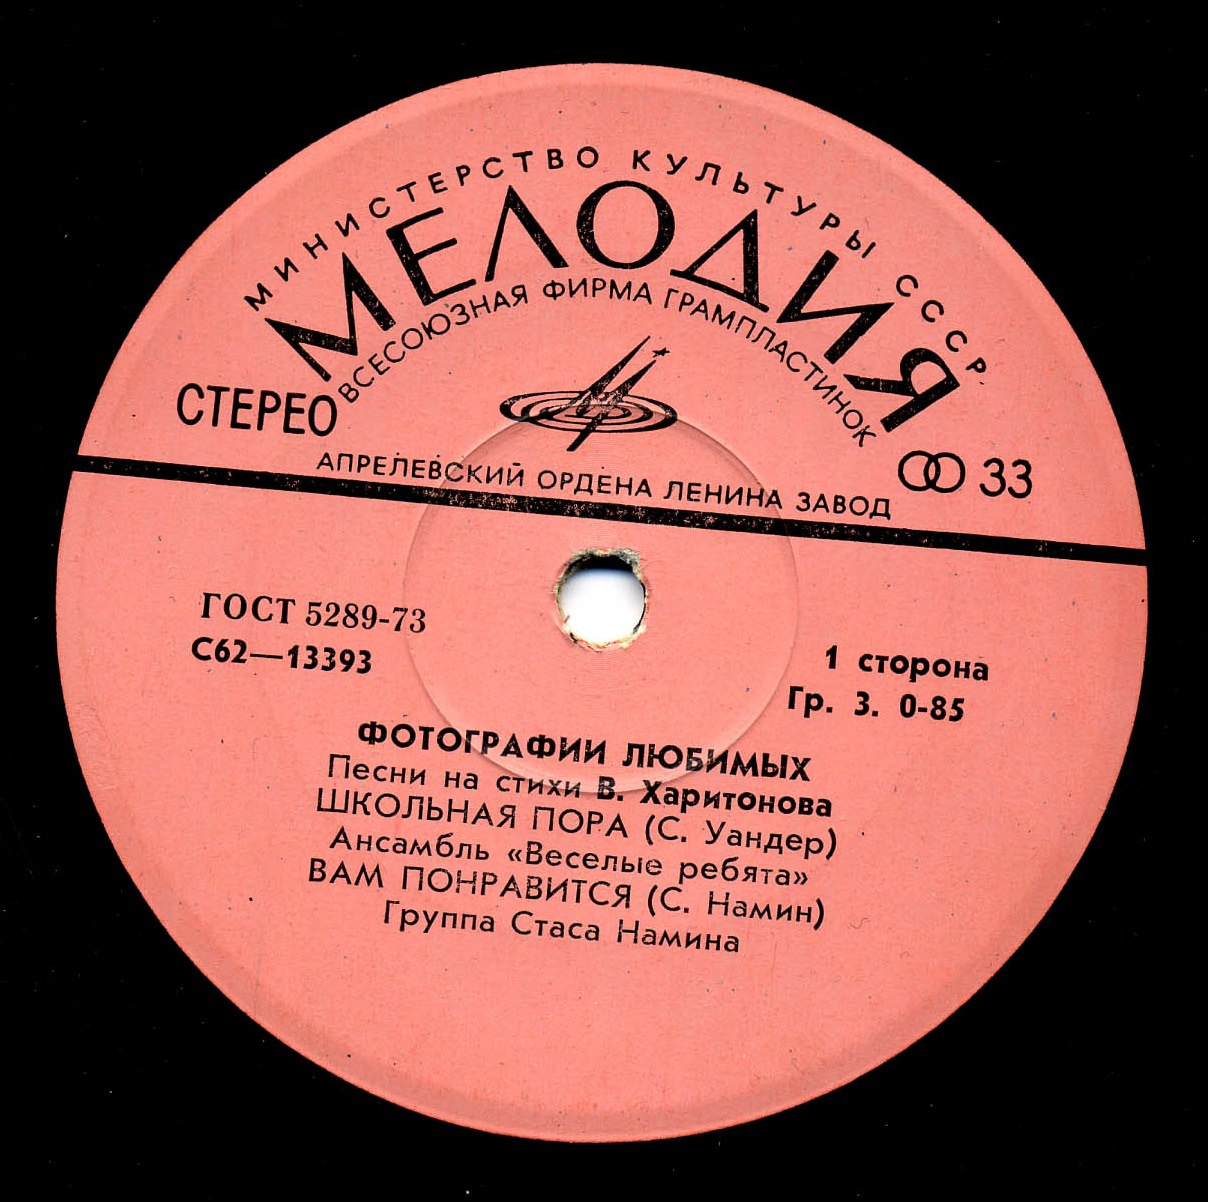 МИНИСТЕРСТВО КУЛЬТУРЫ СССР
МЕЛОДИЯ
ВСЕСОЮЗНАЯ ФИРМА ГРАМПЛАСТИНОК
СТЕРЕО
33
АПРЕЛЕВСКИЙ ОРДЕНА ЛЕНИНА ЗАВОД
ГОСТ 5289-73
С62—13393
1 сторона
Гр. 3. 0-85
ФОТОГРАФИИ ЛЮБИМЫХ
Песни на стихи В. Харитонова
ШКОЛЬНАЯ ПОРА (С. Уандер)
Ансамбль «Веселые ребята»
ВАМ ПОНРАВИТСЯ (С. Намин)
Группа Стаса Намина